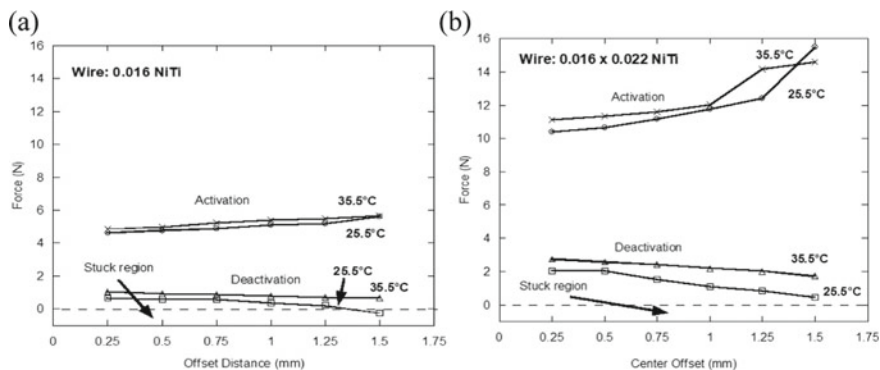 (a)
16
14
12
10
8
6
4
2
0
Force (N)
Wire: 0.016 NiTi
Activation
35.5°C
25.5°C
Stuck region
Deactivation
25.5°C
35.5°C
0 0.25 0.5 0.75 1 1.25 1.5 1.75
Offset Distance (mm)
(b)
16
14
12
10
8
6
4
2
0
Force (N)
Wire: 0.016 x 0.022 NiTi
35.5°C
Activation
25.5°C
Deactivation
35.5°C
Stuck region
25.5°C
0 0.25 0.5 0.75 1 1.25 1.5 1.75
Center Offset (mm)